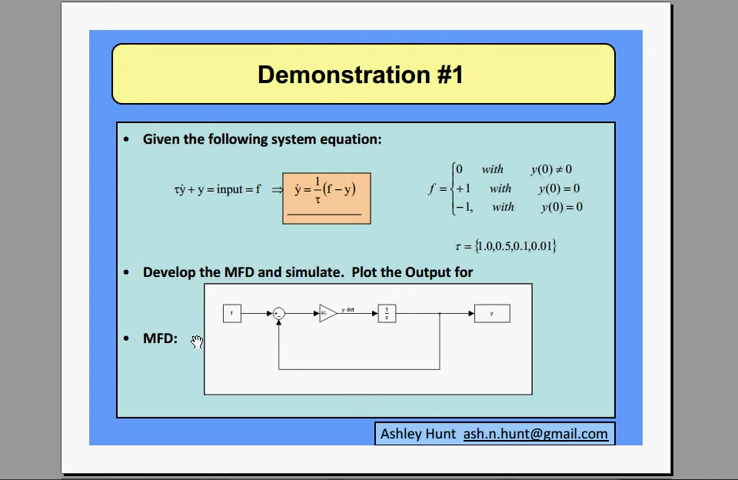 Demonstration #1
• Given the following system equation:
τẏ + y = input = f ⇒ ẏ = 1/τ (f − y)
f = { 0 with y(0) ≠ 0
+1 with y(0) = 0
−1, with y(0) = 0
τ = {1.0,0.5,0.1,0.01}
• Develop the MFD and simulate. Plot the Output for
f y dot 1/s y
• MFD:
Ashley Hunt ash.n.hunt@gmail.com